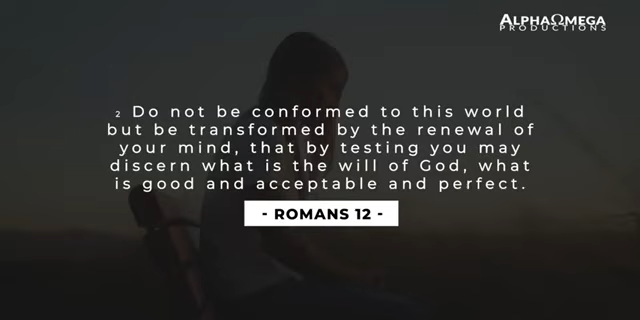 ALPHAΩMEGA
PRODUCTIONS
2 Do not be conformed to this world
but be transformed by the renewal of
your mind, that by testing you may
discern what is the will of God, what
is good and acceptable and perfect.
- ROMANS 12 -